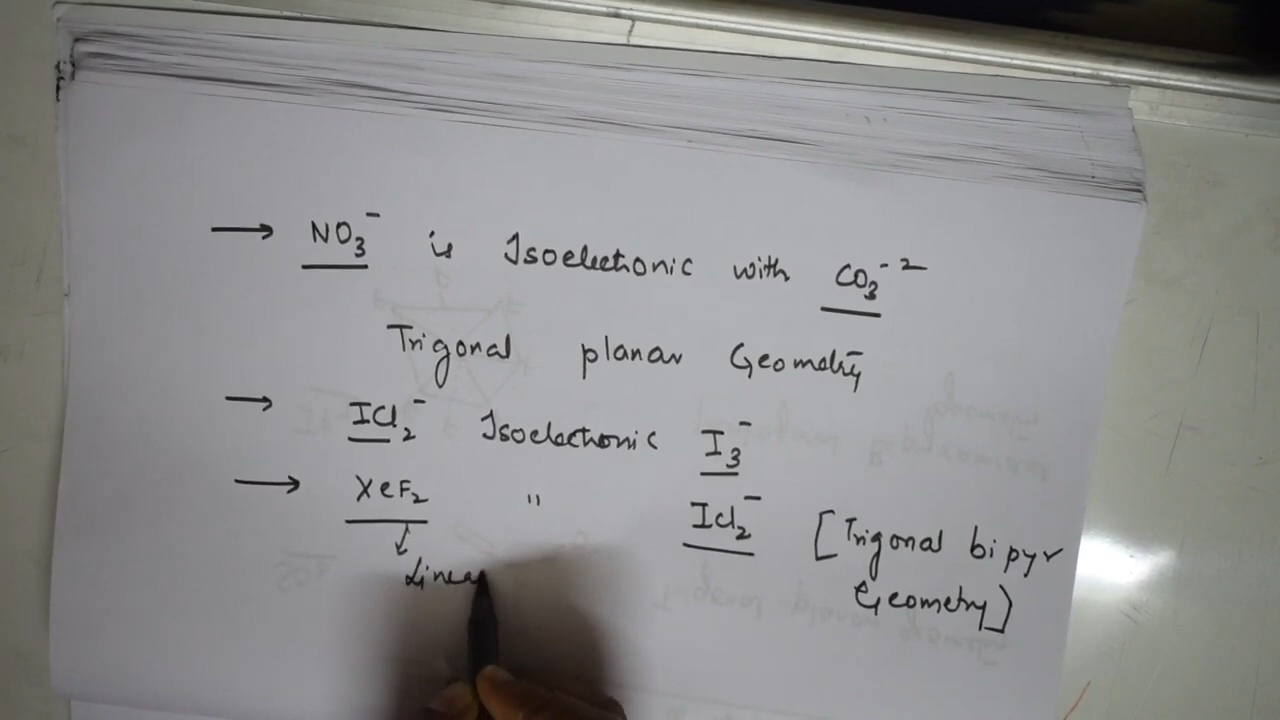 → NO₃⁻ is Isoelectronic with CO₃⁻²
Trigonal planar Geometry
→ ICl₂⁻ Isoelectronic I₃⁻
→ XeF₂ " ICl₂⁻ [Trigonal bipyr
Geometry]
↓
Linea